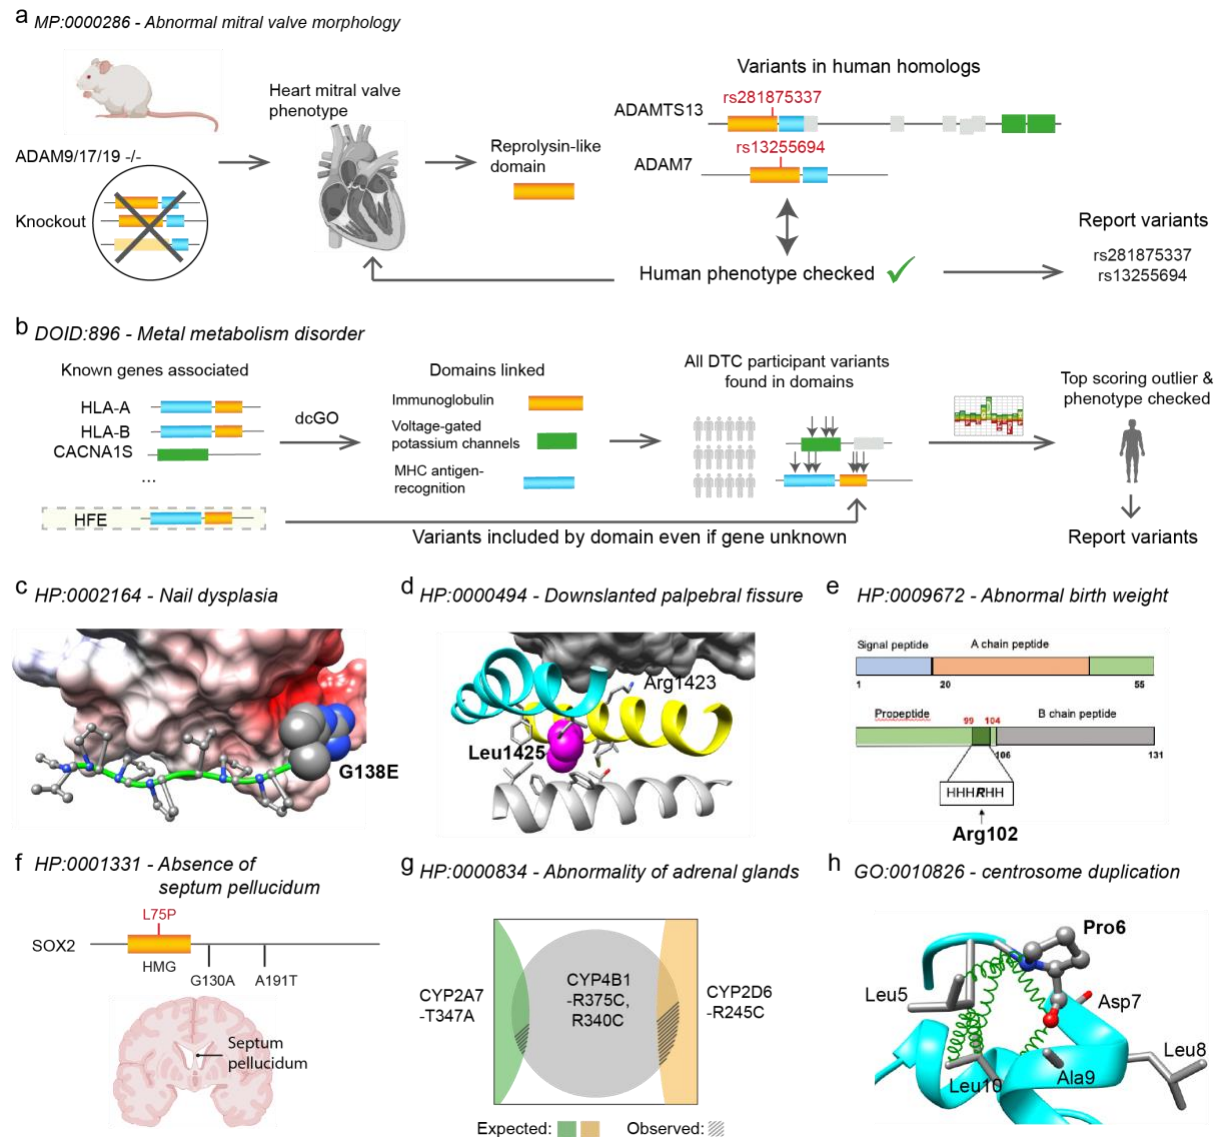 a MP:0000286 - Abnormal mitral valve morphology
ADAM9/17/19 -/-
Knockout
Heart mitral valve
phenotype
Reprolysin-like
domain
Variants in human homologs
rs281875337
ADAMTS13
rs13255694
ADAM7
Human phenotype checked
Report variants
rs281875337
rs13255694
b DOID:896 - Metal metabolism disorder
Known genes associated
HLA-A
HLA-B
CACNA1S
...
HFE
dcGO
Domains linked
Immunoglobulin
Voltage-gated
potassium channels
MHC antigen-
recognition
All DTC participant variants
found in domains
Top scoring outlier &
phenotype checked
Report variants
Variants included by domain even if gene unknown
c HP:0002164 - Nail dysplasia
G138E
d HP:0000494 - Downslanted palpebral fissure
Arg1423
Leu1425
e HP:0009672 - Abnormal birth weight
Signal peptide A chain peptide
1 20 55
Propeptide 99 104 B chain peptide
106 131
HHHRHH
Arg102
f HP:0001331 - Absence of
septum pellucidum
L75P
SOX2
HMG
G130A A191T
Septum
pellucidum
g HP:0000834 - Abnormality of adrenal glands
CYP2A7
-T347A
CYP4B1
-R375C,
R340C
CYP2D6
-R245C
Expected: Observed:
h GO:0010826 - centrosome duplication
Pro6
Leu5
Asp7
Leu8
Ala9
Leu10